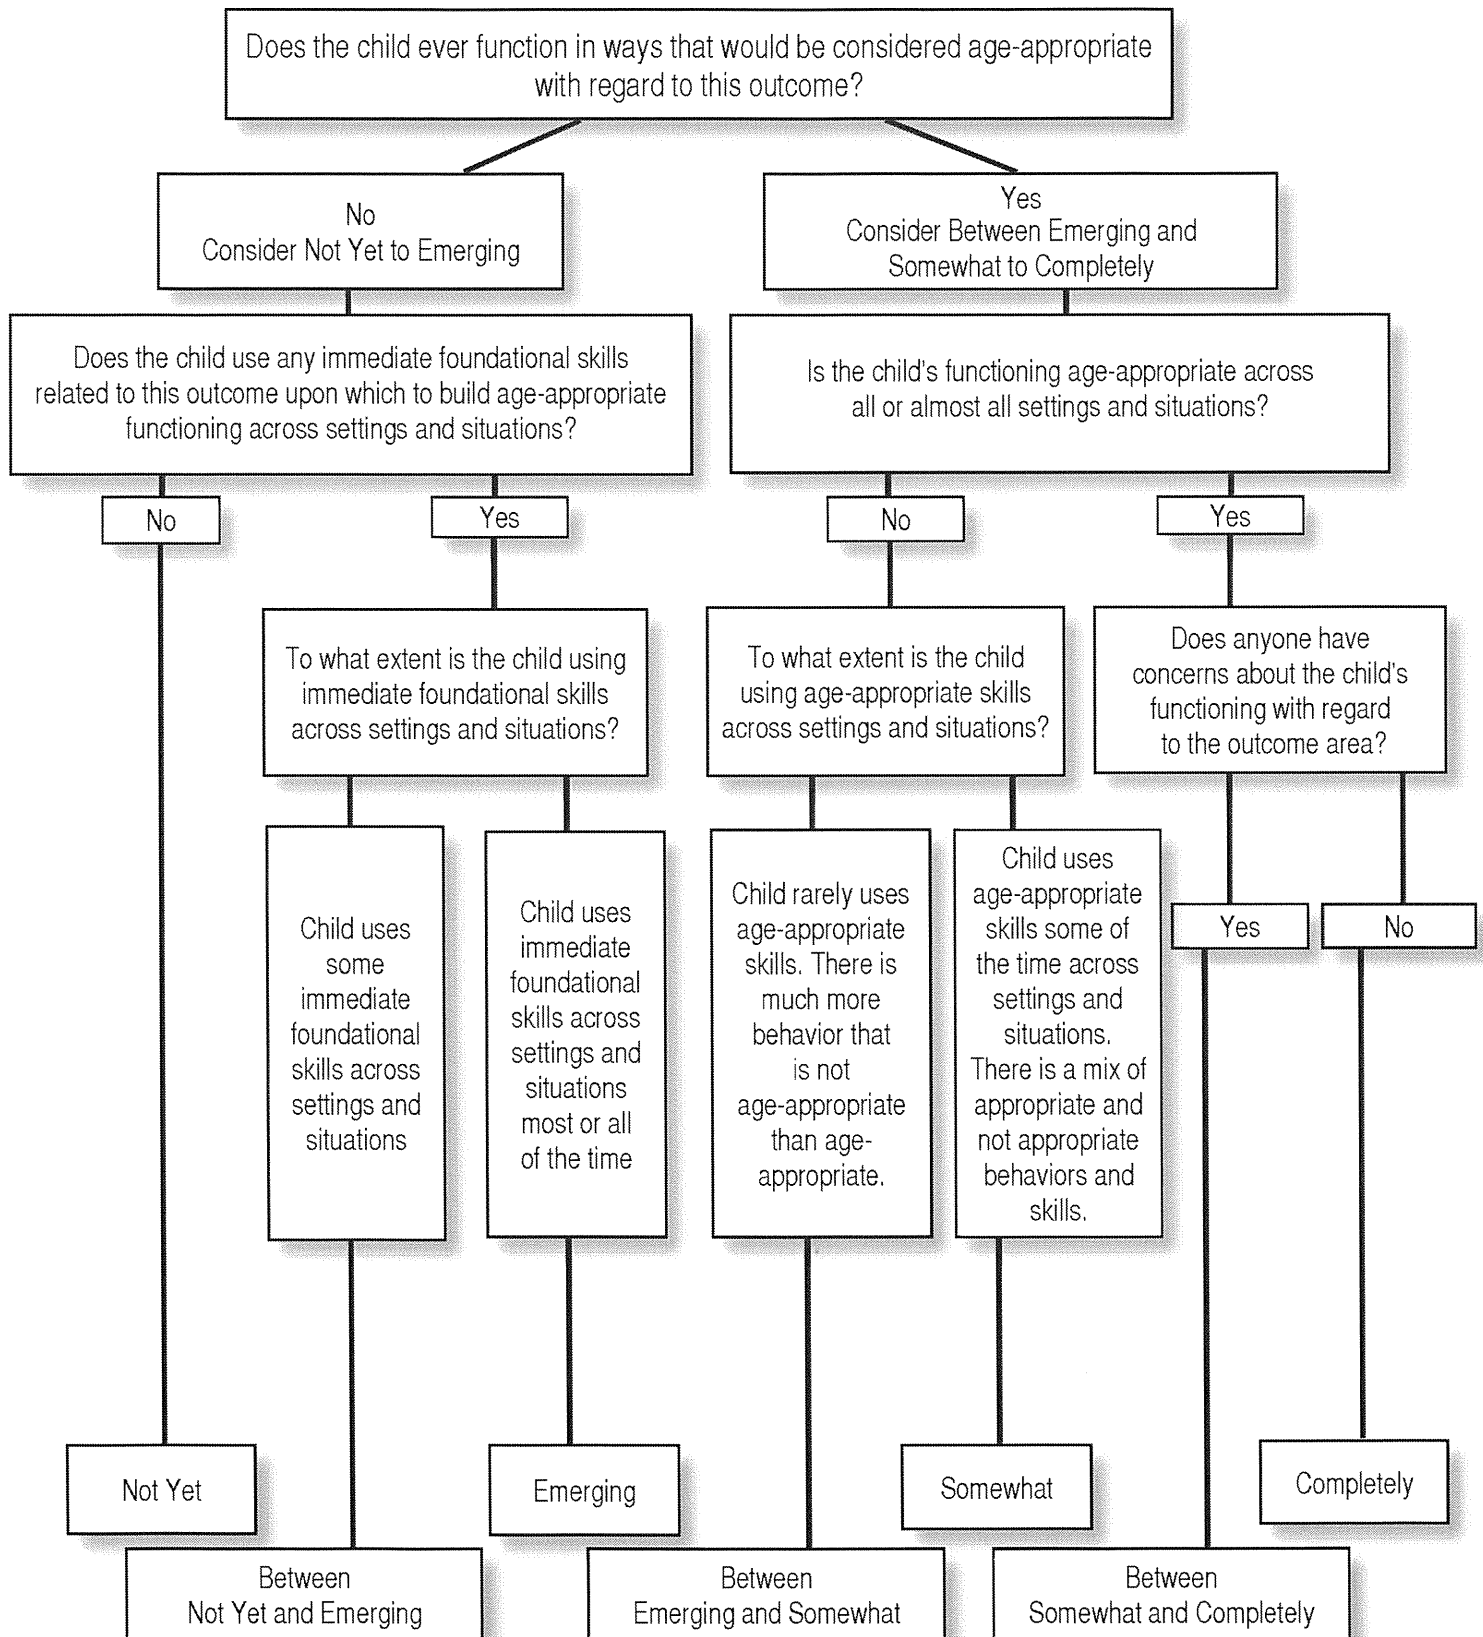 Does the child ever function in ways that would be considered age-appropriate
with regard to this outcome?
No
Consider Not Yet to Emerging
Yes
Consider Between Emerging and
Somewhat to Completely
Does the child use any immediate foundational skills
related to this outcome upon which to build age-appropriate
functioning across settings and situations?
Is the child's functioning age-appropriate across
all or almost all settings and situations?
No
Yes
No
Yes
To what extent is the child using
immediate foundational skills
across settings and situations?
To what extent is the child
using age-appropriate skills
across settings and situations?
Does anyone have
concerns about the child's
functioning with regard
to the outcome area?
Child uses
some
immediate
foundational
skills across
settings and
situations
Child uses
immediate
foundational
skills across
settings and
situations
most or all
of the time
Child rarely uses
age-appropriate
skills. There is
much more
behavior that
is not
age-appropriate
than age-
appropriate.
Child uses
age-appropriate
skills some of
the time across
settings and
situations.
There is a mix of
appropriate and
not appropriate
behaviors and
skills.
Yes
No
Not Yet
Emerging
Somewhat
Completely
Between
Not Yet and Emerging
Between
Emerging and Somewhat
Between
Somewhat and Completely